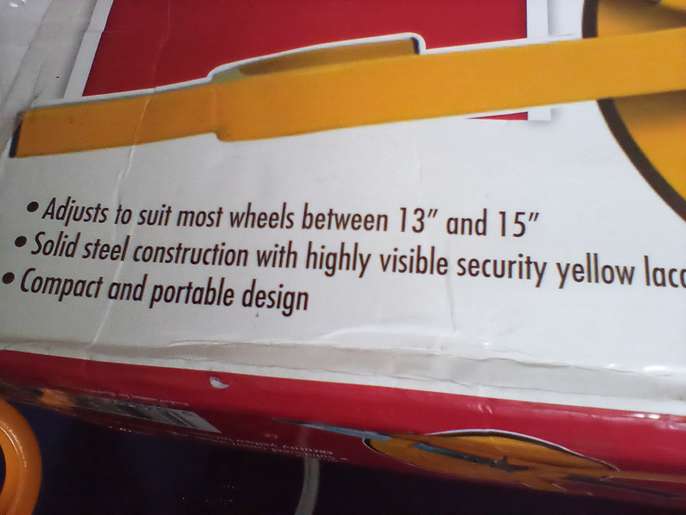 • Adjusts to suit most wheels between 13” and 15”
• Solid steel construction with highly visible security yellow lacq
• Compact and portable design